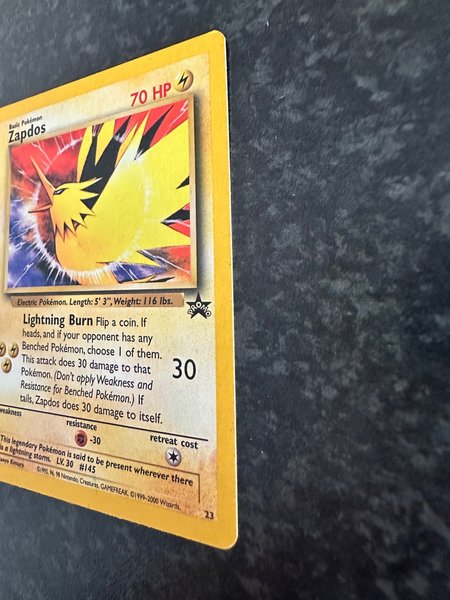 Basic Pokémon
Zapdos
70 HP
Electric Pokémon. Length: 5' 3", Weight: 116 lbs.
PROMO
Lightning Burn Flip a coin. If
heads, and if your opponent has any
Benched Pokémon, choose 1 of them.
This attack does 30 damage to that
Pokémon. (Don't apply Weakness and
Resistance for Benched Pokémon.) If
tails, Zapdos does 30 damage to itself.
30
weakness
resistance
-30
retreat cost
This legendary Pokémon is said to be present wherever there
is a lightning storm. LV. 30 #145
Kimura
©1995, 96, 98 Nintendo, Creatures, GAMEFREAK. ©1999-2000 Wizards.
23